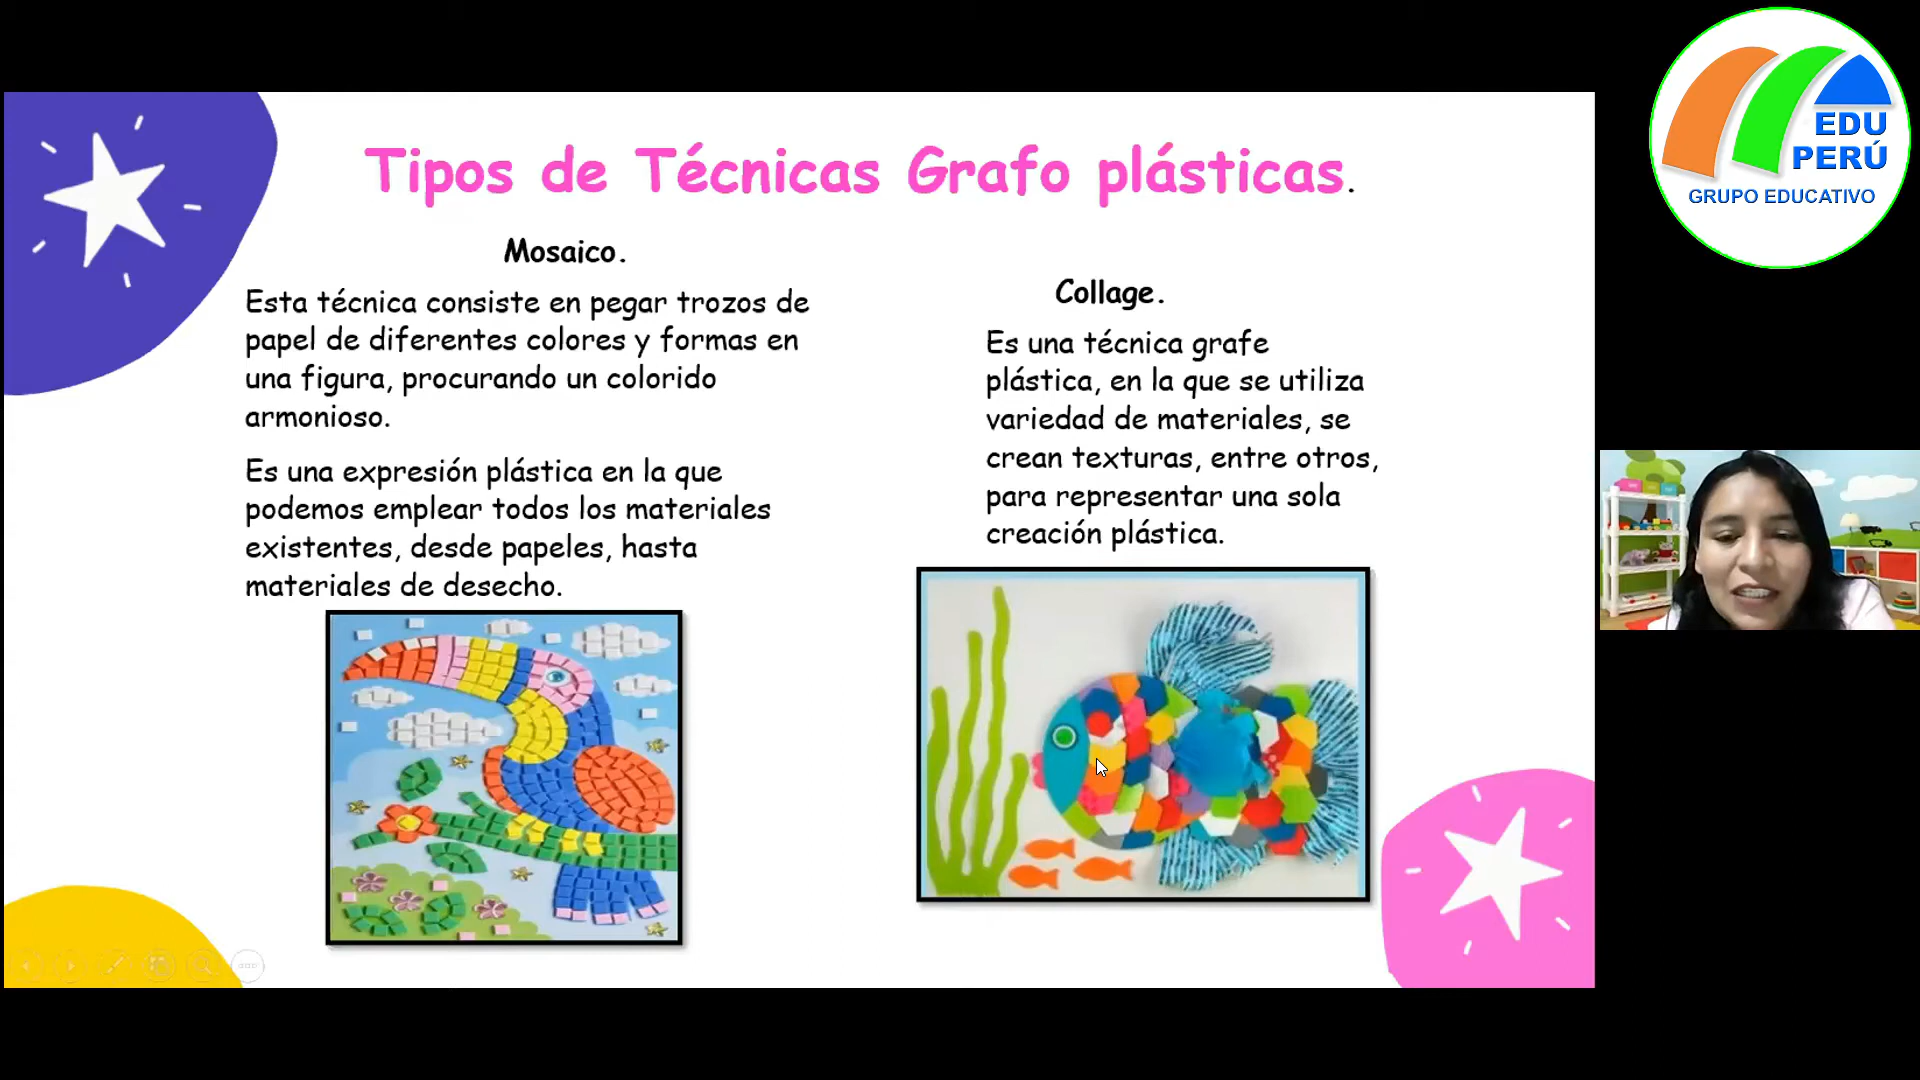 Tipos de Técnicas Grafo plásticas.
Mosaico.
Esta técnica consiste en pegar trozos de
papel de diferentes colores y formas en
una figura, procurando un colorido
armonioso.
Es una expresión plástica en la que
podemos emplear todos los materiales
existentes, desde papeles, hasta
materiales de desecho.
Collage.
Es una técnica grafe
plástica, en la que se utiliza
variedad de materiales, se
crean texturas, entre otros,
para representar una sola
creación plástica.
EDU
PERÚ
GRUPO EDUCATIVO